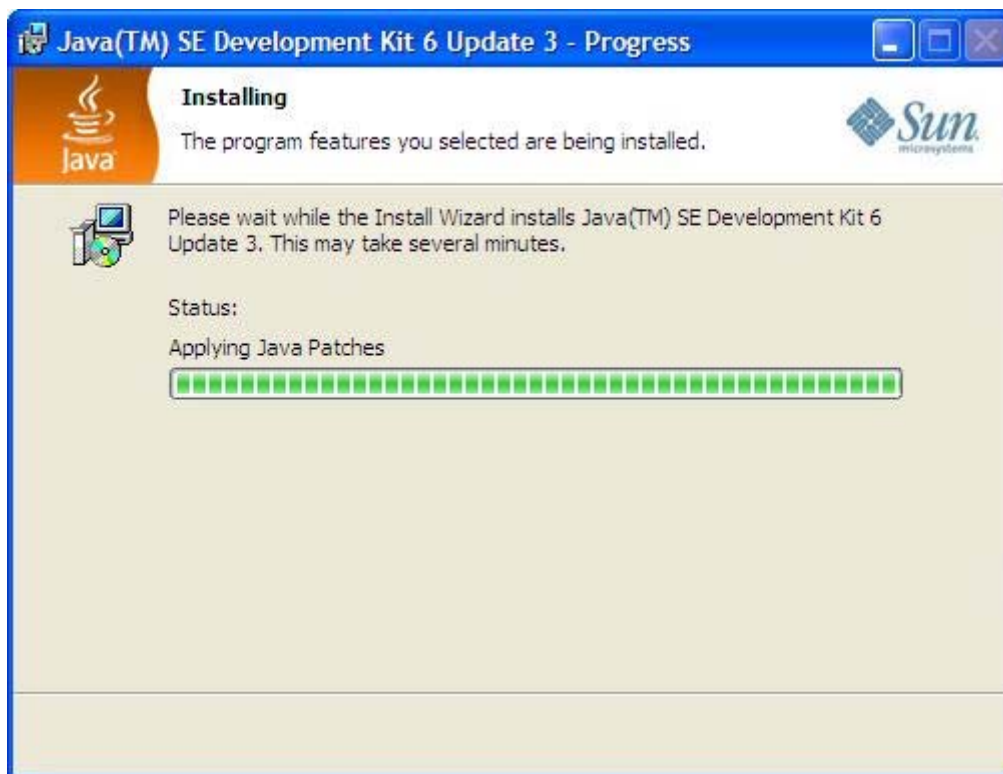 Java(TM) SE Development Kit 6 Update 3 - Progress
Java
Installing
The program features you selected are being installed.
Sun
microsystems
Please wait while the Install Wizard installs Java(TM) SE Development Kit 6
Update 3. This may take several minutes.
Status:
Applying Java Patches